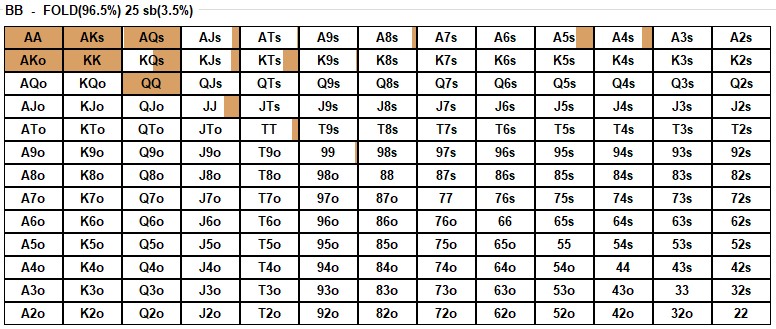 BB - FOLD(96.5%) 25 sb(3.5%)
AA AKs AQs AJs ATs A9s A8s A7s A6s A5s A4s A3s A2s
AKo KK KQs KJs KTs K9s K8s K7s K6s K5s K4s K3s K2s
AQo KQo QQ QJs QTs Q9s Q8s Q7s Q6s Q5s Q4s Q3s Q2s
AJo KJo QJo JJ JTs J9s J8s J7s J6s J5s J4s J3s J2s
ATo KTo QTo JTo TT T9s T8s T7s T6s T5s T4s T3s T2s
A9o K9o Q9o J9o T9o 99 98s 97s 96s 95s 94s 93s 92s
A8o K8o Q8o J8o T8o 98o 88 87s 86s 85s 84s 83s 82s
A7o K7o Q7o J7o T7o 97o 87o 77 76s 75s 74s 73s 72s
A6o K6o Q6o J6o T6o 96o 86o 76o 66 65s 64s 63s 62s
A5o K5o Q5o J5o T5o 95o 85o 75o 65o 55 54s 53s 52s
A4o K4o Q4o J4o T4o 94o 84o 74o 64o 54o 44 43s 42s
A3o K3o Q3o J3o T3o 93o 83o 73o 63o 53o 43o 33 32s
A2o K2o Q2o J2o T2o 92o 82o 72o 62o 52o 42o 32o 22